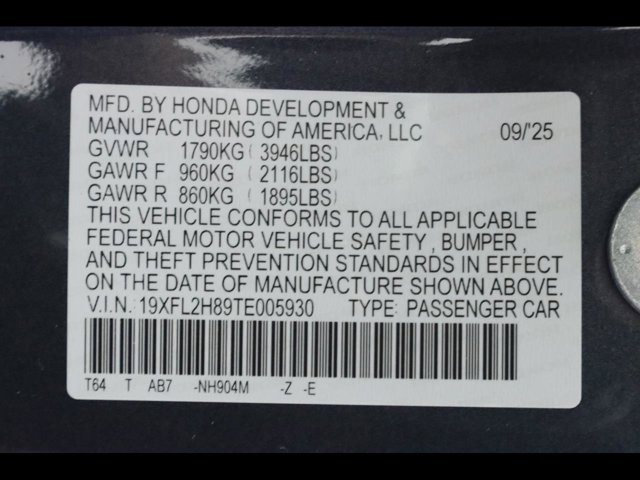 MFD. BY HONDA DEVELOPMENT &
MANUFACTURING OF AMERICA, LLC 09/'25
GVWR 1790KG ( 3946LBS)
GAWR F 960KG ( 2116LBS)
GAWR R 860KG ( 1895LBS)
THIS VEHICLE CONFORMS TO ALL APPLICABLE
FEDERAL MOTOR VEHICLE SAFETY , BUMPER ,
AND THEFT PREVENTION STANDARDS IN EFFECT
ON THE DATE OF MANUFACTURE SHOWN ABOVE.
V.I.N. 19XFL2H89TE005930 TYPE: PASSENGER CAR
T64 T AB7 -NH904M -Z -E